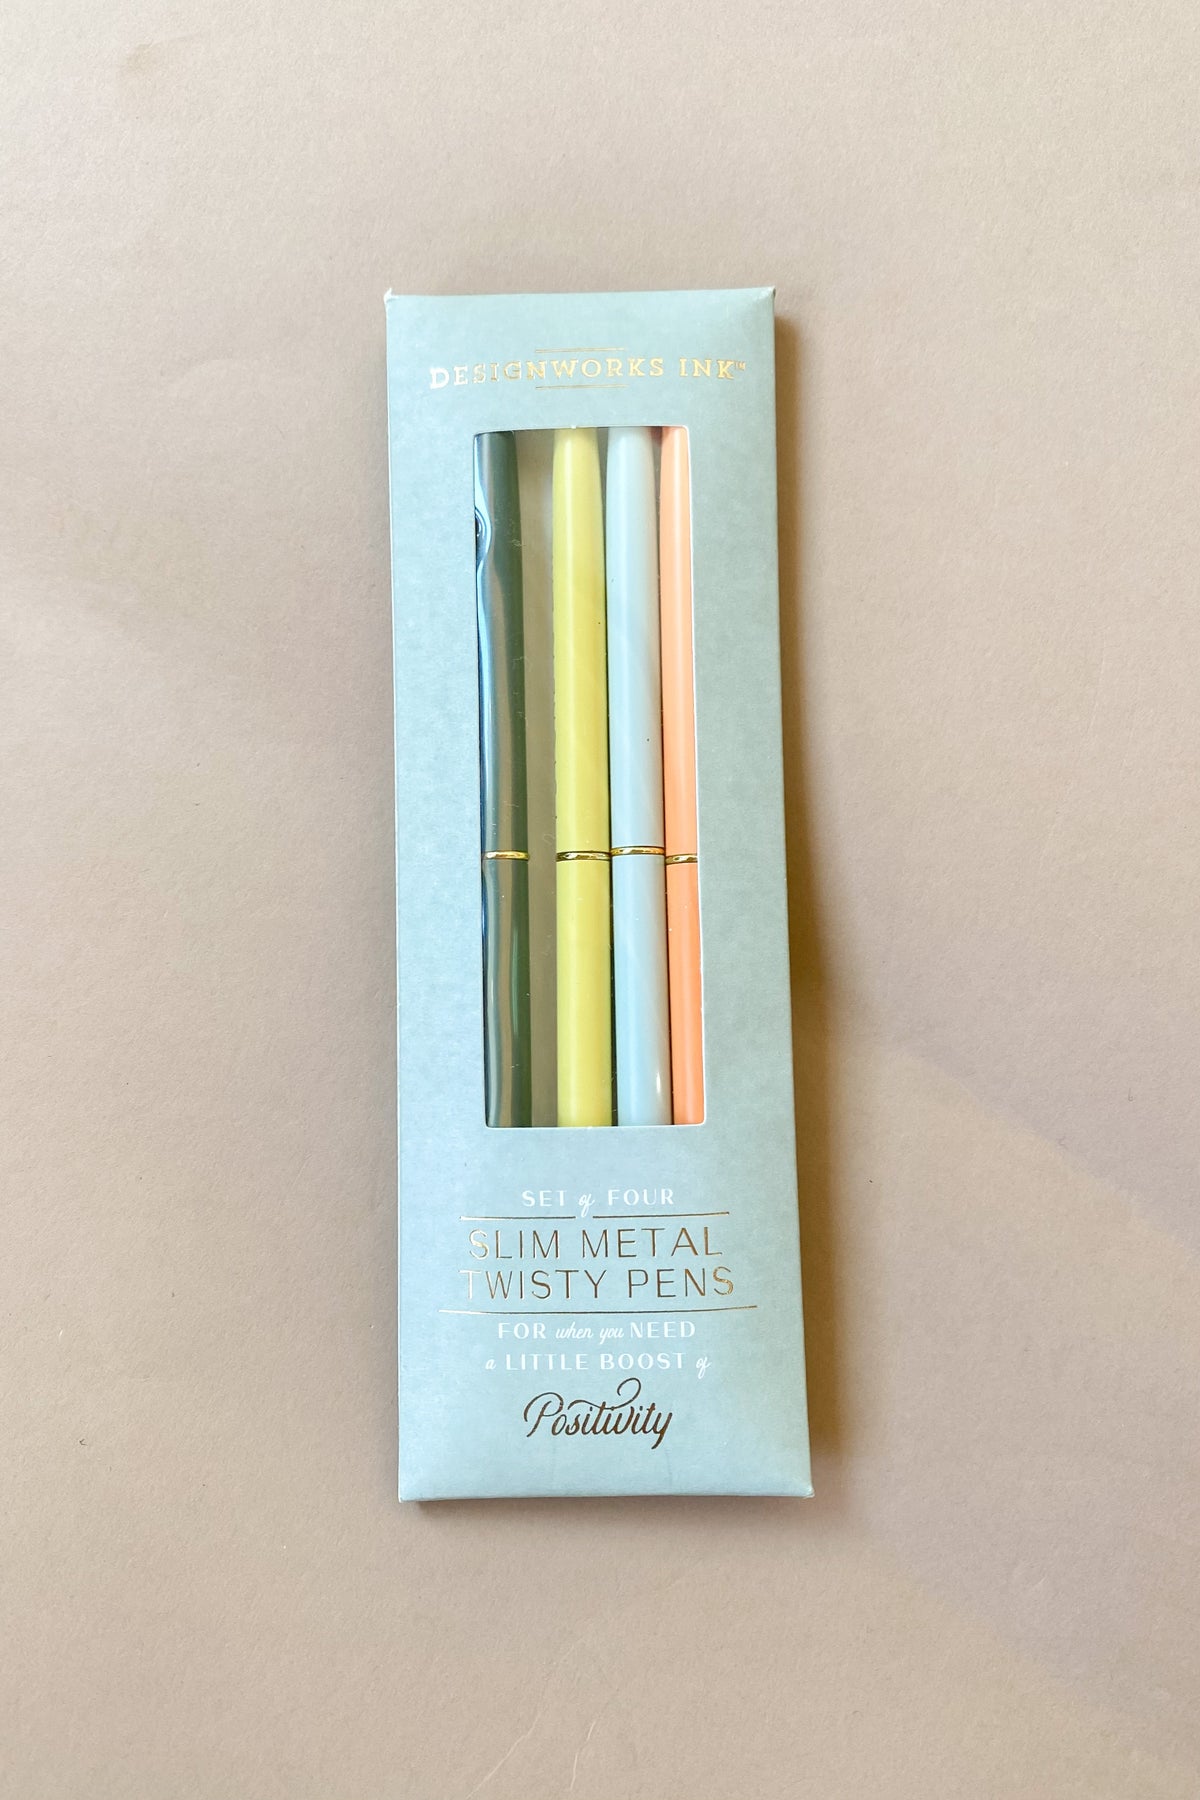 DESIGNWORKS INK™
SET of FOUR
SLIM METAL
TWISTY PENS
FOR when you NEED
a LITTLE BOOST of
Positivity